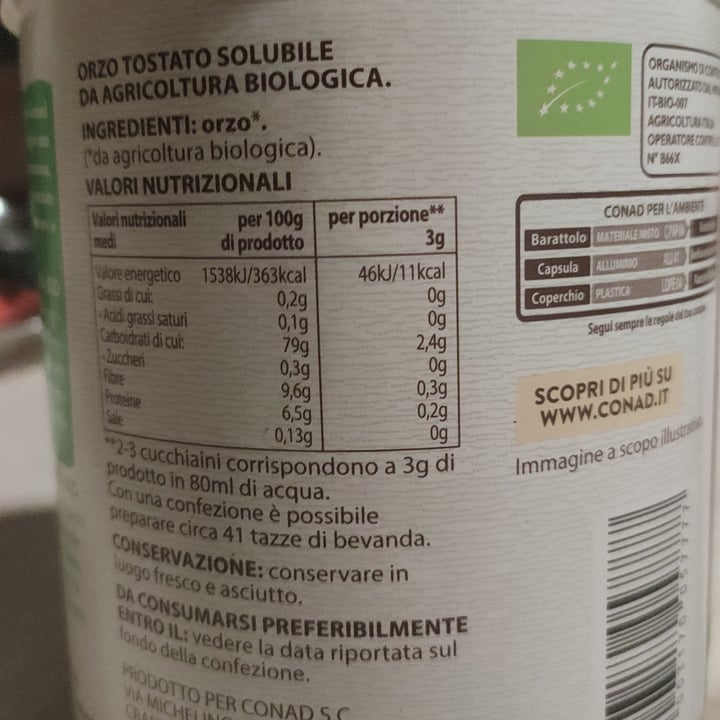 ORZO TOSTATO SOLUBILE
DA AGRICOLTURA BIOLOGICA.
INGREDIENTI: orzo*.
(*da agricoltura biologica).
VALORI NUTRIZIONALI
Valori nutrizionali medi per 100g di prodotto per porzione** 3g
Valore energetico 1538kJ/363kcal 46kJ/11kcal
Grassi di cui: 0,2g 0g
-Acidi grassi saturi 0,1g 0g
Carboidrati di cui: 79g 2,4g
-Zuccheri 0,3g 0g
Fibre 9,6g 0,3g
Proteine 6,5g 0,2g
Sale 0,13g 0g
**2-3 cucchiaini corrispondono a 3g di
prodotto in 80ml di acqua.
Con una confezione è possibile
preparare circa 41 tazze di bevanda.
CONSERVAZIONE: conservare in
luogo fresco e asciutto.
DA CONSUMARSI PREFERIBILMENTE
ENTRO IL: vedere la data riportata sul
fondo della confezione.
PRODOTTO PER CONAD S.C.
VIA MICHELINO
ORGANISMO DI
AUTORIZZATO
IT-BIO-007
AGRICOLTURA
OPERATORE
N° B66X
CONAD PER L'AMBIENTE
Barattolo MATERIALE MISTO
Capsula ALLUMINIO ALU 41
Coperchio PLASTICA
Segui sempre le regole del tuo
SCOPRI DI PIÙ SU
WWW.CONAD.IT
Immagine a scopo illustrativo